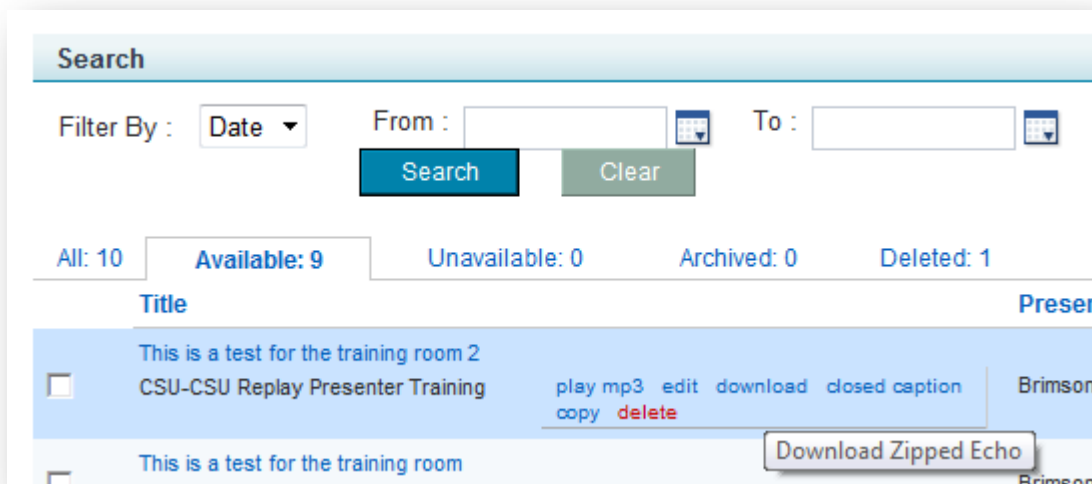 Search
Filter By : Date From : To :
Search Clear
All: 10 Available: 9 Unavailable: 0 Archived: 0 Deleted: 1
Title
This is a test for the training room 2
CSU-CSU Replay Presenter Training play mp3 edit download closed caption Brimson
copy delete
Download Zipped Echo
This is a test for the training room